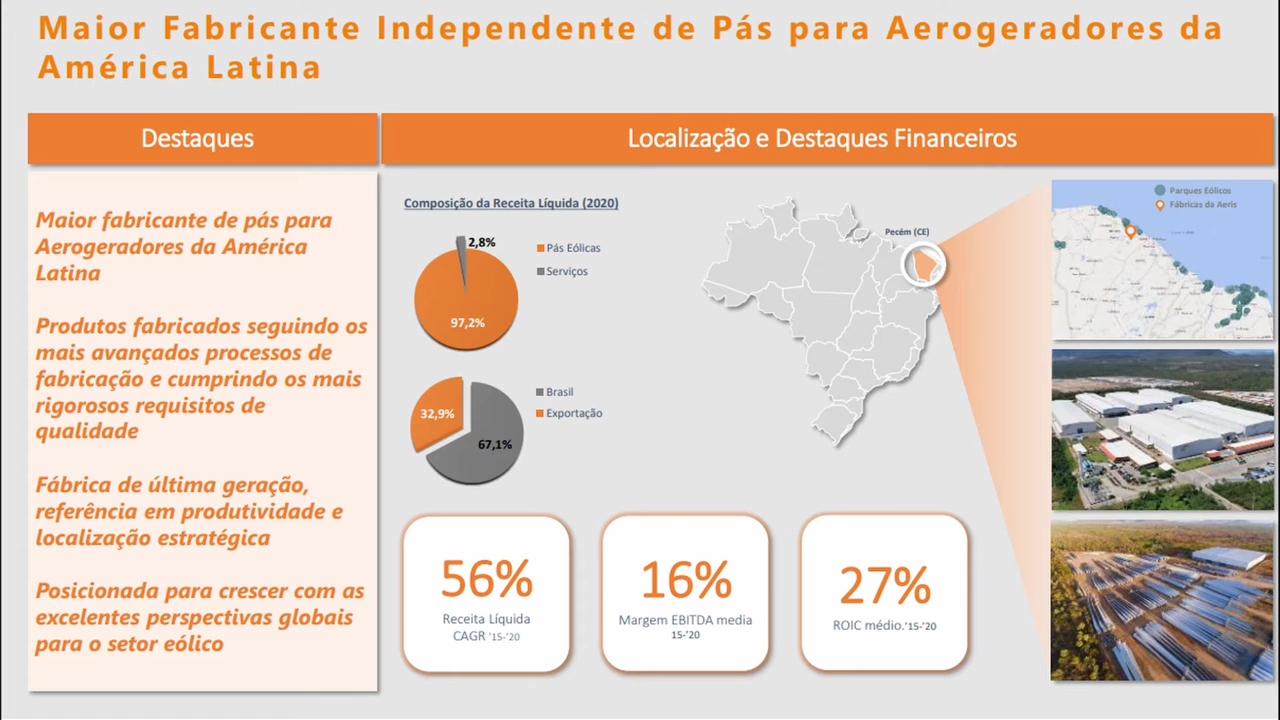 Maior Fabricante Independente de Pás para Aerogeradores da
América Latina
Destaques
Localização e Destaques Financeiros
Maior fabricante de pás para
Aerogeradores da América
Latina
Produtos fabricados seguindo os
mais avançados processos de
fabricação e cumprindo os mais
rigorosos requisitos de
qualidade
Fábrica de última geração,
referência em produtividade e
localização estratégica
Posicionada para crescer com as
excelentes perspectivas globais
para o setor eólico
Composição da Receita Líquida (2020)
2,8%
97,2%
Pás Eólicas
Serviços
32,9%
67,1%
Brasil
Exportação
Pecém (CE)
Parques Eólicos
Fábricas da Aeris
56%
Receita Líquida
CAGR '15-'20
16%
Margem EBITDA media
15-'20
27%
ROIC médio.'15-'20